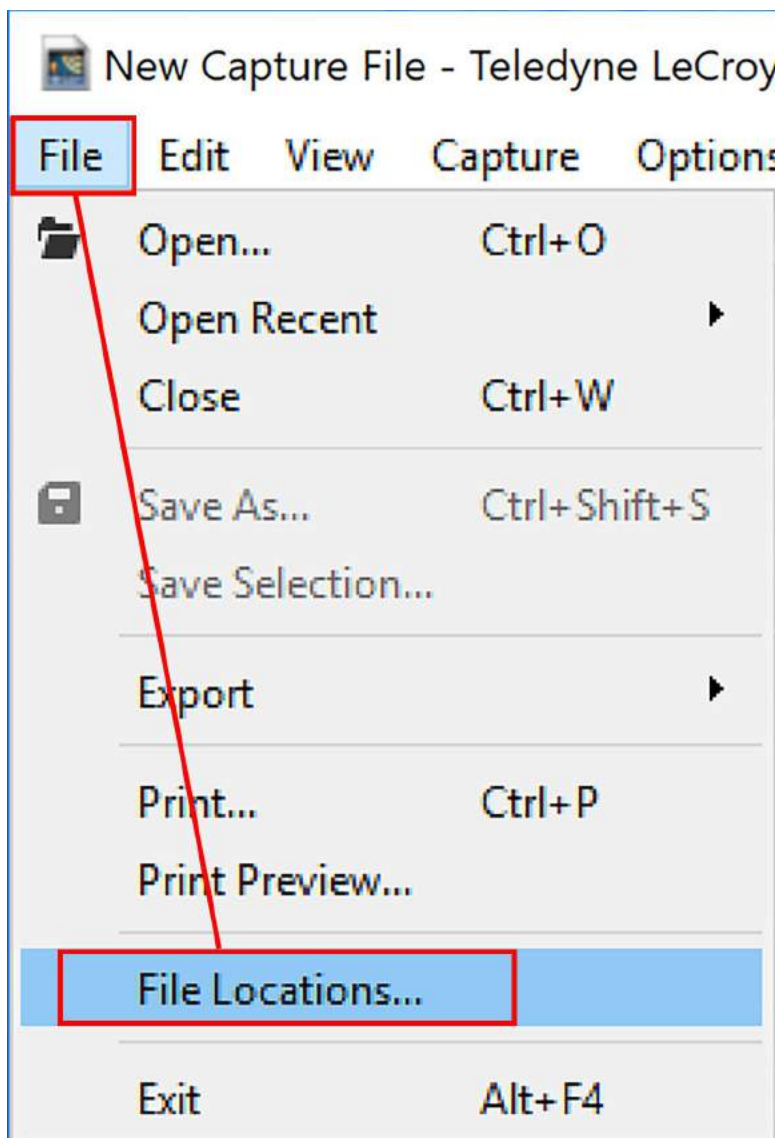 New Capture File - Teledyne LeCroy
File Edit View Capture Options
Open... Ctrl+O
Open Recent
Close Ctrl+W
Save As... Ctrl+Shift+S
Save Selection...
Export
Print... Ctrl+P
Print Preview...
File Locations...
Exit Alt+F4